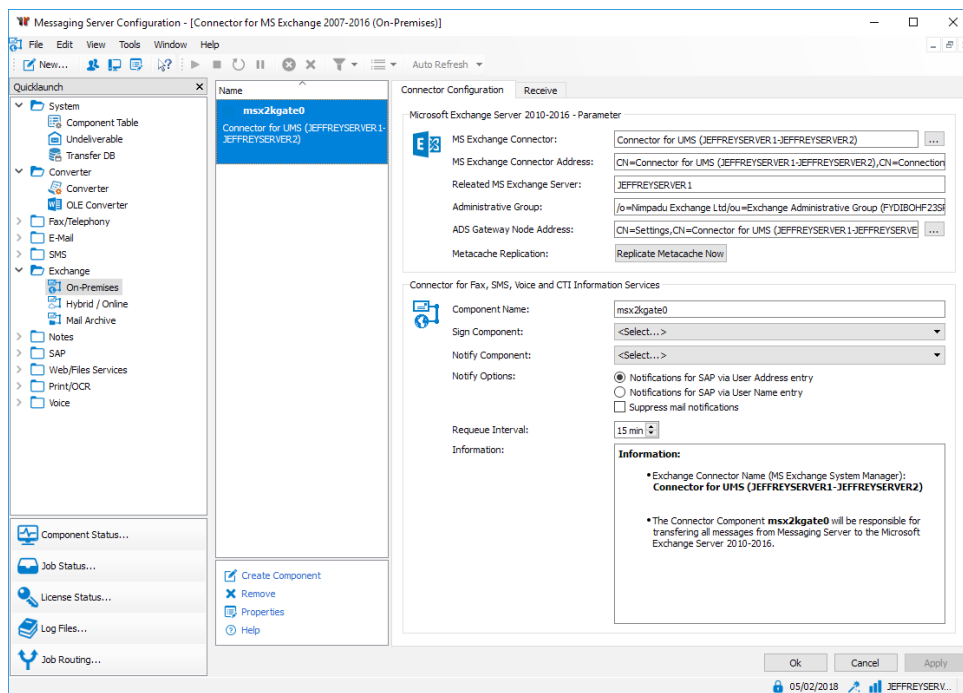 Messaging Server Configuration - [Connector for MS Exchange 2007-2016 (On-Premises)]
File Edit View Tools Window Help
New... Auto Refresh
Quicklaunch
System
Component Table
Undeliverable
Transfer DB
Converter
Converter
OLE Converter
Fax/Telephony
E-Mail
SMS
Exchange
On-Premises
Hybrid / Online
Mail Archive
Notes
SAP
Web/Files Services
Print/OCR
Voice
Component Status...
Job Status...
License Status...
Log Files...
Job Routing...
Name
msx2kgate0
Connector for UMS (JEFFREYSERVER1-
JEFFREYSERVER2)
Create Component
Remove
Properties
Help
Connector Configuration Receive
Microsoft Exchange Server 2010-2016 - Parameter
MS Exchange Connector: Connector for UMS (JEFFREYSERVER1-JEFFREYSERVER2) ...
MS Exchange Connector Address: CN=Connector for UMS (JEFFREYSERVER1-JEFFREYSERVER2),CN=Connection
Releated MS Exchange Server: JEFFREYSERVER1
Administrative Group: /o=Nimpadu Exchange Ltd/ou=Exchange Administrative Group (FYDIBOHF23SP
ADS Gateway Node Address: CN=Settings,CN=Connector for UMS (JEFFREYSERVER1-JEFFREYSERVE ...
Metacache Replication: Replicate Metacache Now
Connector for Fax, SMS, Voice and CTI Information Services
Component Name: msx2kgate0
Sign Component: <Select...>
Notify Component: <Select...>
Notify Options: Notifications for SAP via User Address entry
Notifications for SAP via User Name entry
Suppress mail notifications
Requeue Interval: 15 min
Information: Information:
•Exchange Connector Name (MS Exchange System Manager):
Connector for UMS (JEFFREYSERVER1-JEFFREYSERVER2)
•The Connector Component msx2kgate0 will be responsible for
transfering all messages from Messaging Server to the Microsoft
Exchange Server 2010-2016.
Ok Cancel Apply
05/02/2018 JEFFREYSERV...